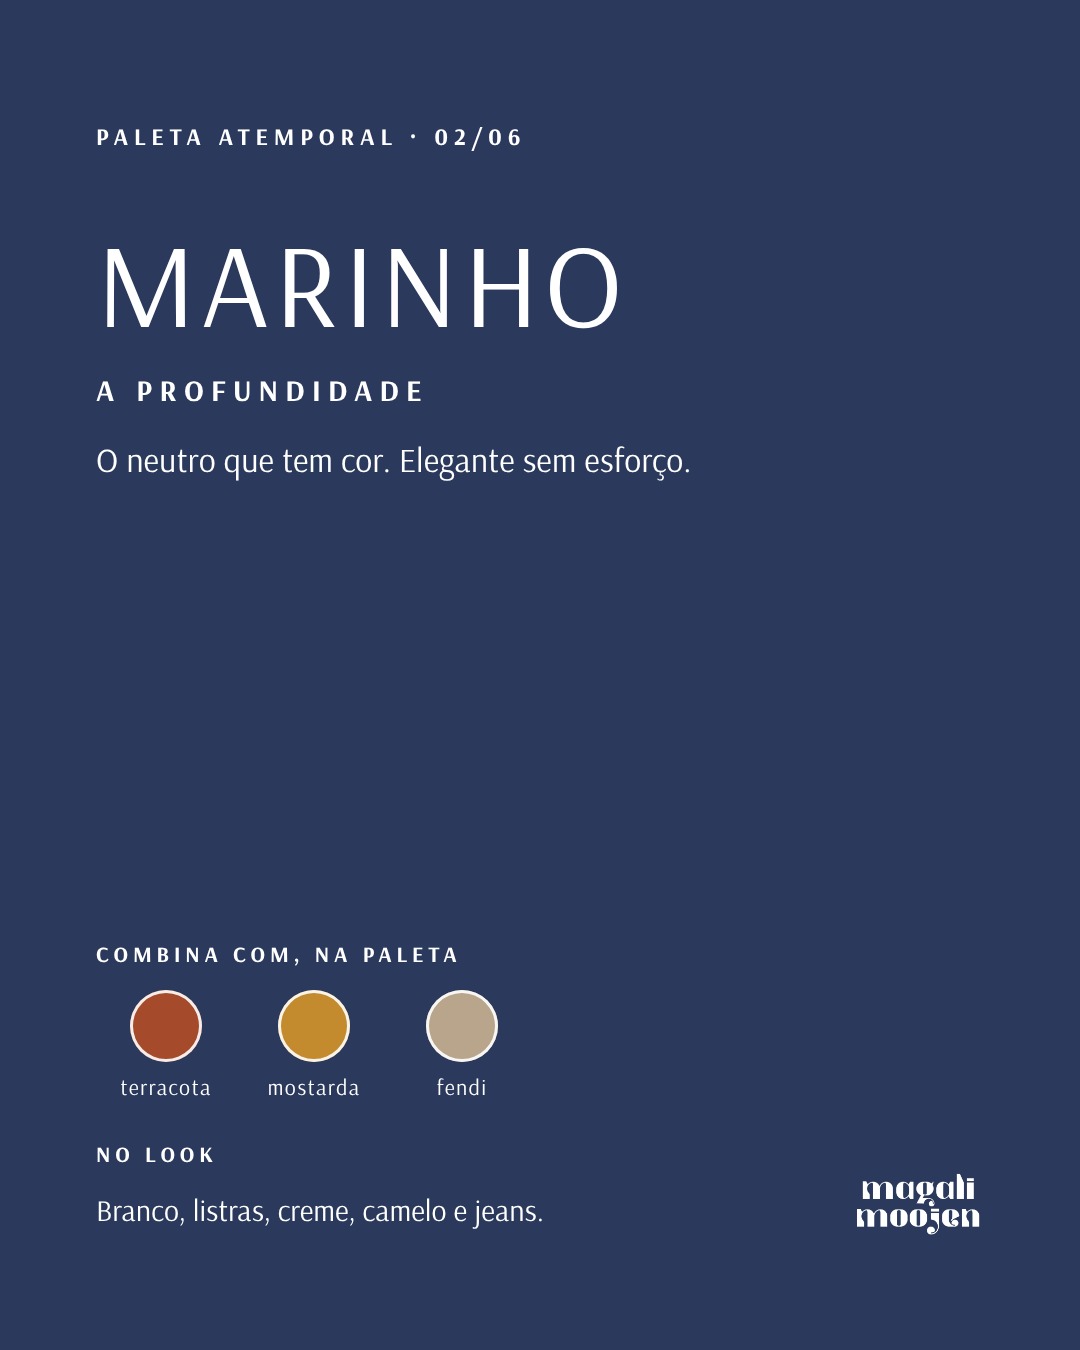 PALETA ATEMPORAL · 02/06
MARINHO
A PROFUNDIDADE
O neutro que tem cor. Elegante sem esforço.
COMBINA COM, NA PALETA
terracota mostarda fendi
NO LOOK
Branco, listras, creme, camelo e jeans.
magali
moojen